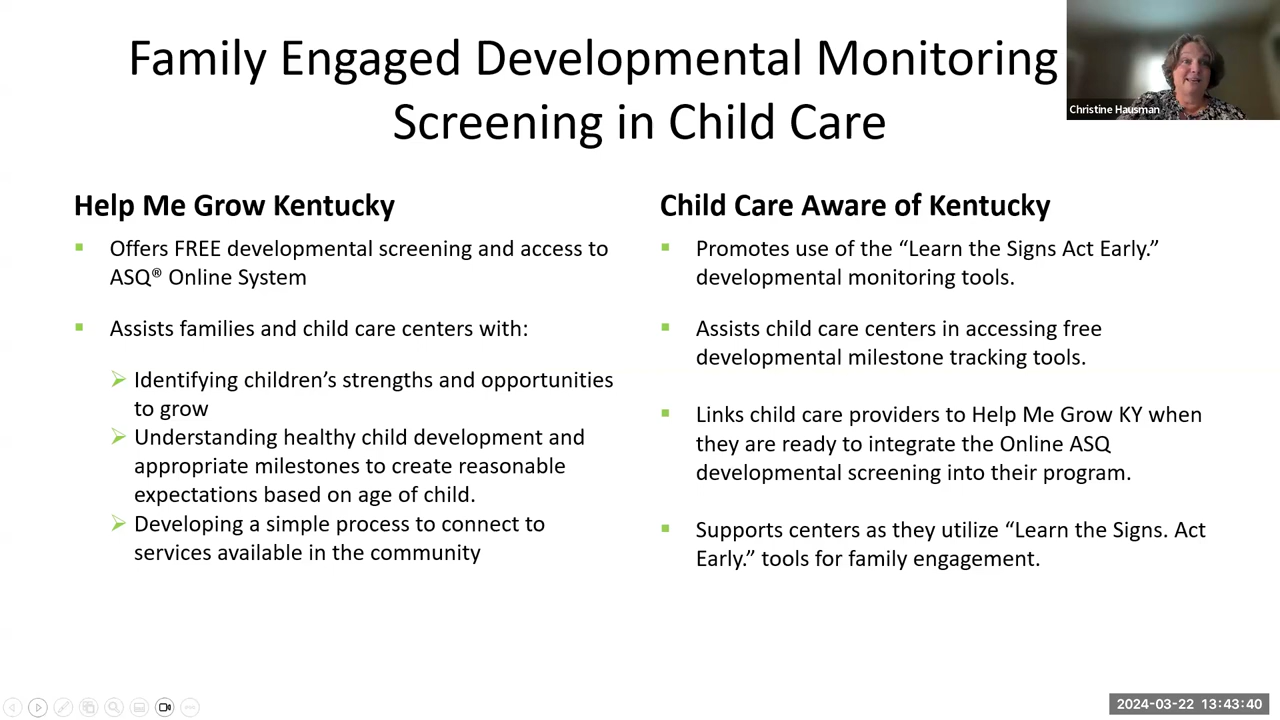 Family Engaged Developmental Monitoring
Screening in Child Care
Christine Hausman
Help Me Grow Kentucky
Offers FREE developmental screening and access to
ASQ® Online System
Assists families and child care centers with:
Identifying children’s strengths and opportunities
to grow
Understanding healthy child development and
appropriate milestones to create reasonable
expectations based on age of child.
Developing a simple process to connect to
services available in the community
Child Care Aware of Kentucky
Promotes use of the “Learn the Signs Act Early.”
developmental monitoring tools.
Assists child care centers in accessing free
developmental milestone tracking tools.
Links child care providers to Help Me Grow KY when
they are ready to integrate the Online ASQ
developmental screening into their program.
Supports centers as they utilize “Learn the Signs. Act
Early.” tools for family engagement.
2024-03-22 13:43:40